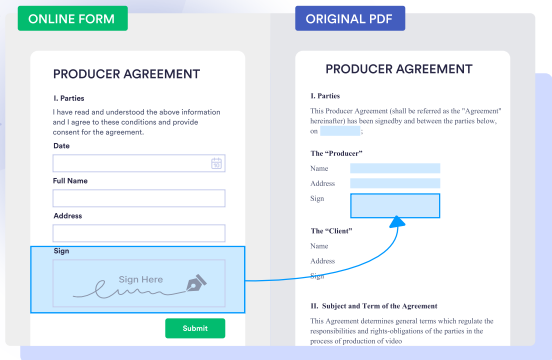 ONLINE FORM
PRODUCER AGREEMENT
I. Parties
I have read and understood the above information
and I agree to these conditions and provide
consent for the agreement.
Date
Full Name
Address
Sign
Sign Here
Submit
ORIGINAL PDF
PRODUCER AGREEMENT
I. Parties
This Producer Agreement (shall be referred as the "Agreement"
hereinafter) has been signedby and between the parties below,
on ;
The “Producer”
Name
Address
Sign
The “Client”
Name
Address
Sign
II. Subject and Term of the Agreement
This Agreement determines general terms which regulate the
responsibilities and rights-obligations of the parties in the
process of production of video